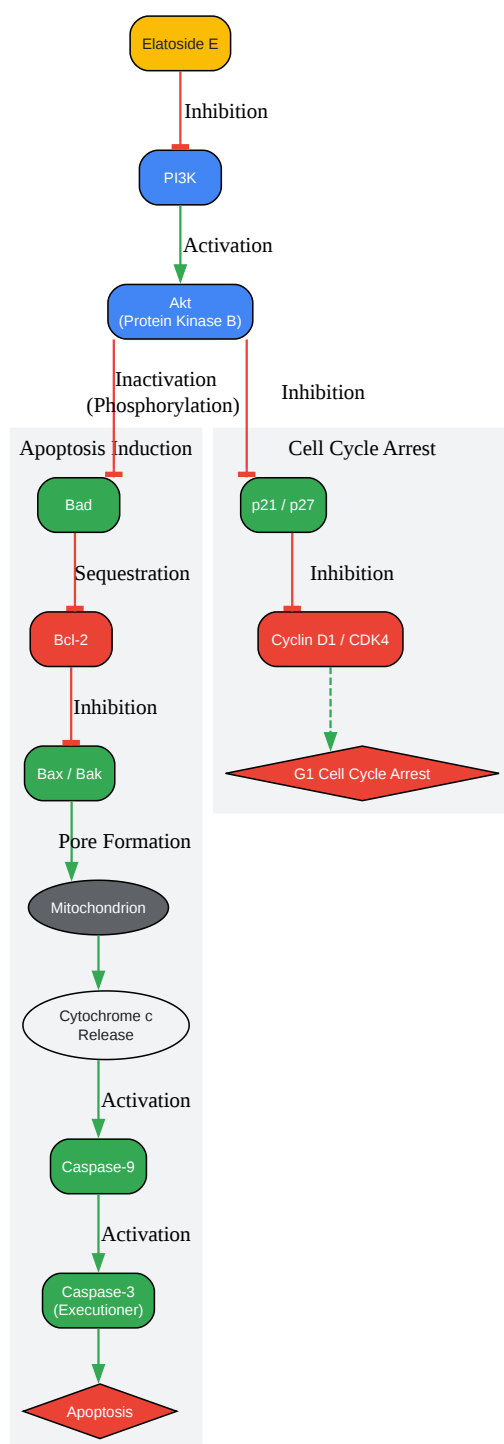 Elatoside E
Inhibition
PI3K
Activation
Akt
(Protein Kinase B)
Inactivation
(Phosphorylation)
Inhibition
Apoptosis Induction
Bad
Sequestration
Bcl-2
Inhibition
Bax / Bak
Pore Formation
Mitochondrion
Cytochrome c
Release
Activation
Caspase-9
Activation
Caspase-3
(Executioner)
Apoptosis
Cell Cycle Arrest
p21 / p27
Inhibition
Cyclin D1 / CDK4
G1 Cell Cycle Arrest